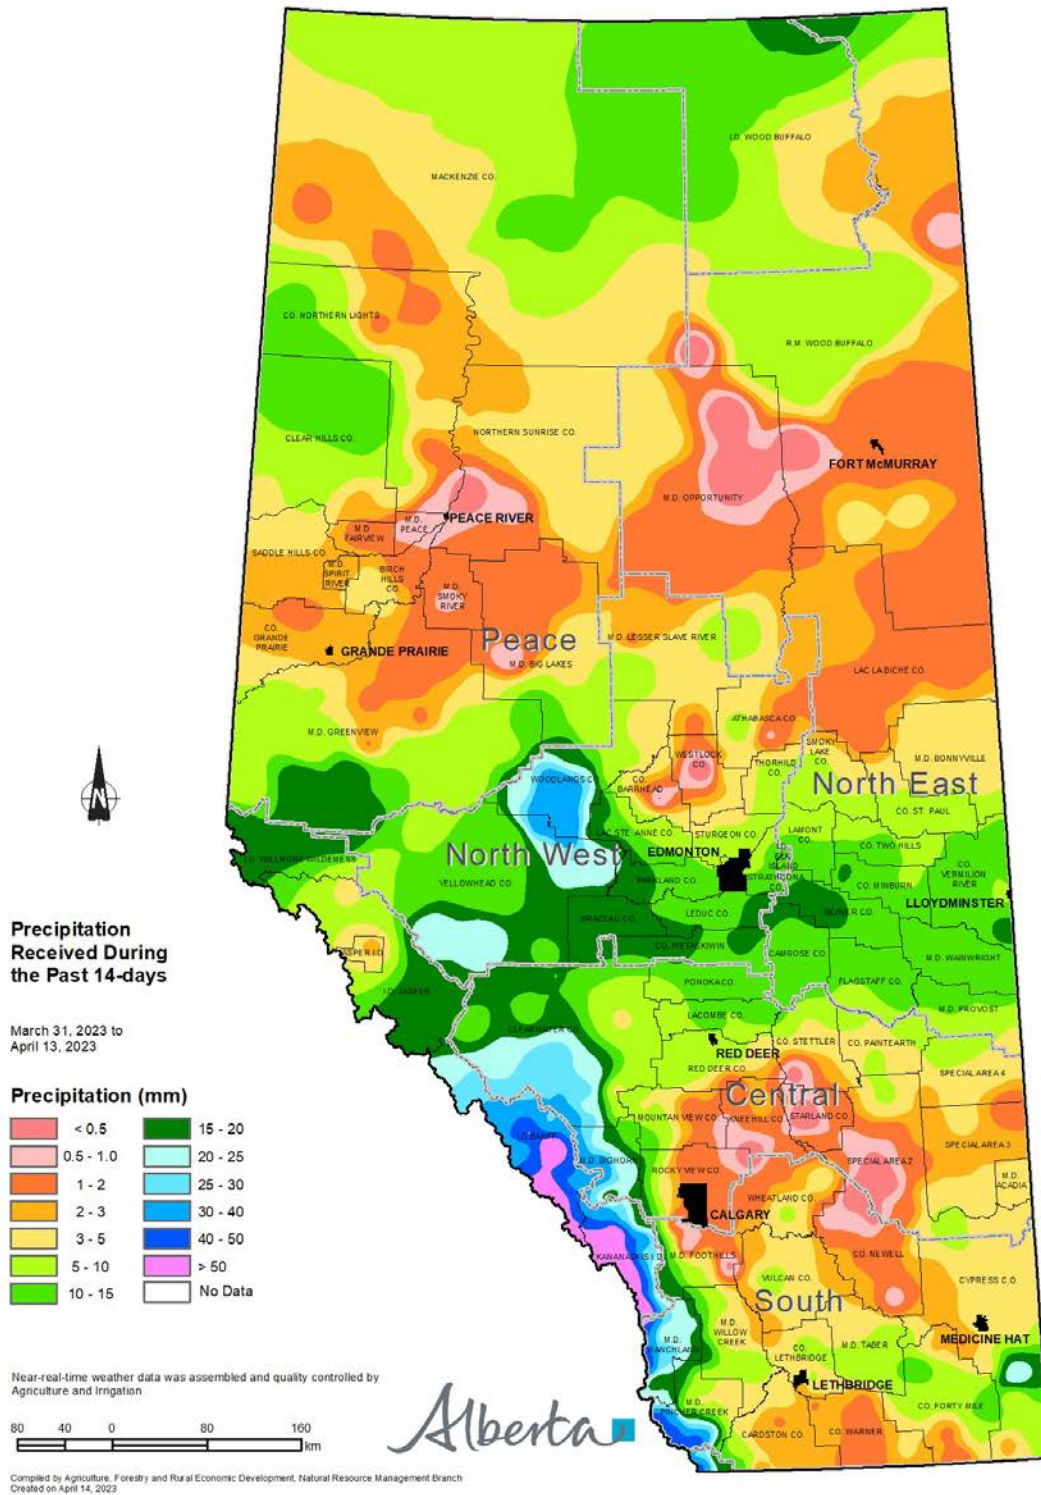 I.D. WOOD BUFFALO
MACKENZIE CO.
CO. NORTHERN LIGHTS
R.M. WOOD BUFFALO
CLEAR HILLS CO.
NORTHERN SUNRISE CO.
FORT McMURRAY
M.D. OPPORTUNITY
PEACE RIVER
M.D.
PEACE
M.D.
FAIRVIEW
SADDLE HILLS CO.
M.D.
SPIRIT
RIVER
BIRCH
HILLS
CO.
M.D.
SMOKY
RIVER
CO.
GRANDE
PRAIRIE
GRANDE PRAIRIE
Peace
M.D. BIG LAKES
M.D. LESSER SLAVE RIVER
LAC LA BICHE CO.
M.D. GREENVIEW
ATHABASCA CO.
WESTLOCK
CO.
THORHILD
CO.
SMOKY
LAKE
CO.
M.D. BONNYVILLE
WOODLANDS CO.
CO.
BARRHEAD
North East
CO. ST. PAUL
LAC STE. ANNE CO.
STURGEON CO.
LAMONT
CO.
CO. TWO HILLS
I.D. WILLMORE WILDERNESS
North West
EDMONTON
I.D.
ELK
ISLAND
STRATHCONA
CO.
YELLOWHEAD CO.
PARKLAND CO.
CO. MINBURN
CO.
VERMILION
RIVER
LLOYDMINSTER
BRAZEAU CO.
LEDUC CO.
BEAVER CO.
JASPER I.D.
CO. WETASKIWIN
CAMROSE CO.
M.D. WAINWRIGHT
I.D. JASPER
PONOKA CO.
FLAGSTAFF CO.
CLEARWATER CO.
LACOMBE CO.
M.D. PROVOST
RED DEER
CO. STETTLER
CO. PAINTEARTH
RED DEER CO.
SPECIAL AREA 4
Central
MOUNTAIN VIEW CO.
KNEEHILL CO.
STARLAND CO.
I.D. BANFF
M.D. BIGHORN
SPECIAL AREA 3
ROCKY VIEW CO.
SPECIAL AREA 2
M.D.
ACADIA
WHEATLAND CO.
CALGARY
KANANASKIS I.D.
M.D. FOOTHILLS
CO. NEWELL
VULCAN CO.
CYPRESS CO.
South
M.D.
WILLOW
CREEK
M.D.
RANCHLAND
CO.
LETHBRIDGE
M.D. TABER
MEDICINE HAT
LETHBRIDGE
M.D.
PINCHER CREEK
CO. FORTY MILE
CARDSTON CO.
CO. WARNER
N
Precipitation
Received During
the Past 14-days
March 31, 2023 to
April 13, 2023
Precipitation (mm)
< 0.5
0.5 - 1.0
1 - 2
2 - 3
3 - 5
5 - 10
10 - 15
15 - 20
20 - 25
25 - 30
30 - 40
40 - 50
> 50
No Data
Near-real-time weather data was assembled and quality controlled by
Agriculture and Irrigation
80 40 0 80 160
km
Alberta
Compiled by Agriculture, Forestry and Rural Economic Development, Natural Resource Management Branch
Created on April 14, 2023